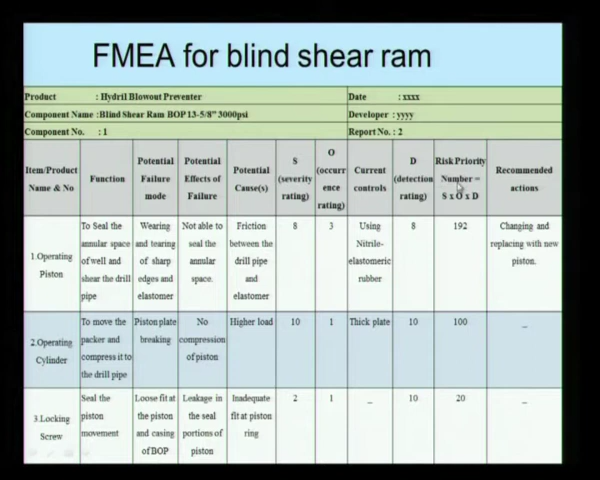 FMEA for blind shear ram
Product : Hydril Blowout Preventer
Date : xxxx
Component Name :Blind Shear Ram BOP 13-5/8" 3000psi
Developer : yyyy
Component No. : 1
Report No. : 2
Item/Product
Name & No
Function
Potential
Failure
mode
Potential
Effects of
Failure
Potential
Cause(s)
S
(severity
rating)
O
(occurr
ence
rating)
Current
controls
D
(detection
rating)
Risk Priority
Number =
S x O x D
Recommended
actions
1.Operating
Piston
To Seal the
annular space
of well and
shear the drill
pipe
Wearing
and tearing
of sharp
edges and
elastomer
Not able to
seal the
annular
space.
Friction
between the
drill pipe
and
elastomer
8
3
Using
Nitrile-
elastomeric
rubber
8
192
Changing and
replacing with new
piston.
2.Operating
Cylinder
To move the
packer and
compress it to
the drill pipe
Piston plate
breaking
No
compression
of piston
Higher load
10
1
Thick plate
10
100
_
3.Locking
Screw
Seal the
piston
movement
Loose fit at
the piston
and casing
of BOP
Leakage in
the seal
portions of
piston
Inadequate
fit at piston
ring
2
1
_
10
20
_